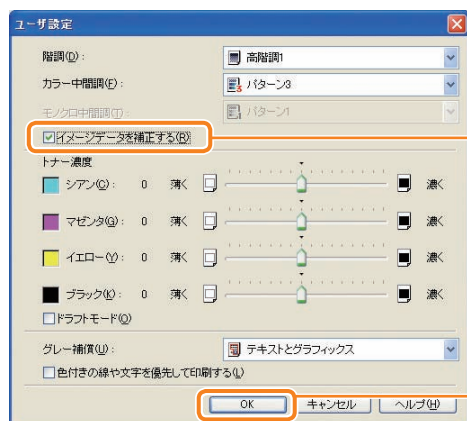 ユーザ設定
階調(D): 高階調1
カラー中間調(F): パターン3
モノクロ中間調(T): パターン1
イメージデータを補正する(R)
トナー濃度
シアン(C): 0 薄く 濃く
マゼンタ(G): 0 薄く 濃く
イエロー(Y): 0 薄く 濃く
ブラック(K): 0 薄く 濃く
ドラフトモード(Q)
グレー補償(U): テキストとグラフィックス
色付きの線や文字を優先して印刷する(L)
OK キャンセル ヘルプ(H)